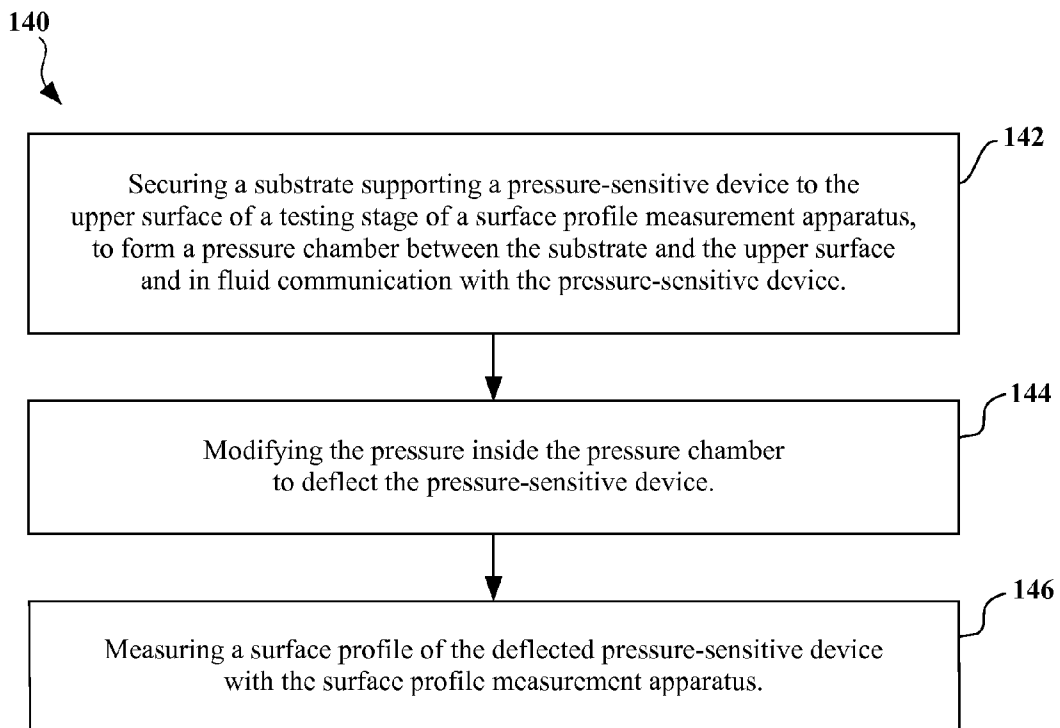 140
142
Securing a substrate supporting a pressure-sensitive device to the
upper surface of a testing stage of a surface profile measurement apparatus,
to form a pressure chamber between the substrate and the upper surface
and in fluid communication with the pressure-sensitive device.
144
Modifying the pressure inside the pressure chamber
to deflect the pressure-sensitive device.
146
Measuring a surface profile of the deflected pressure-sensitive device
with the surface profile measurement apparatus.